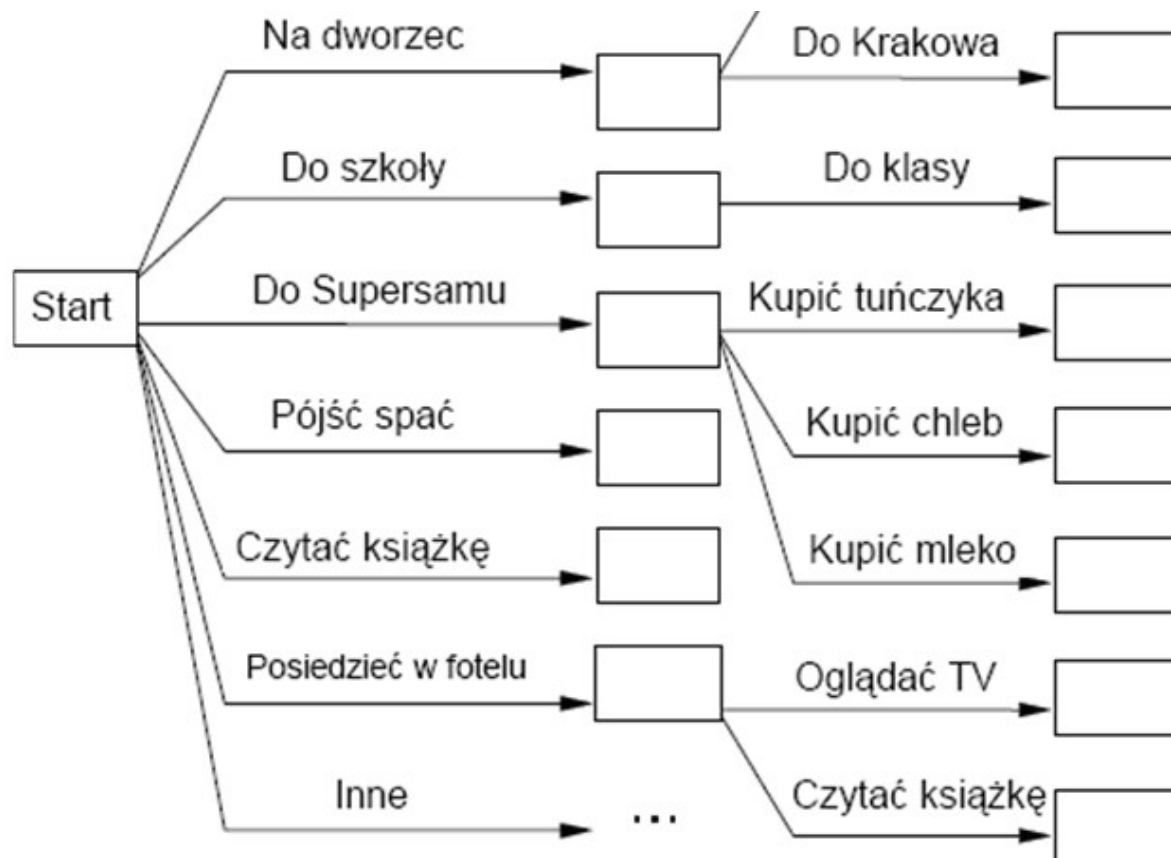 Na dworzec
Do Krakowa
Do szkoły
Do klasy
Start
Do Supersamu
Kupić tuńczyka
Pójść spać
Kupić chleb
Czytać książkę
Kupić mleko
Posiedzieć w fotelu
Oglądać TV
Inne
...
Czytać książkę